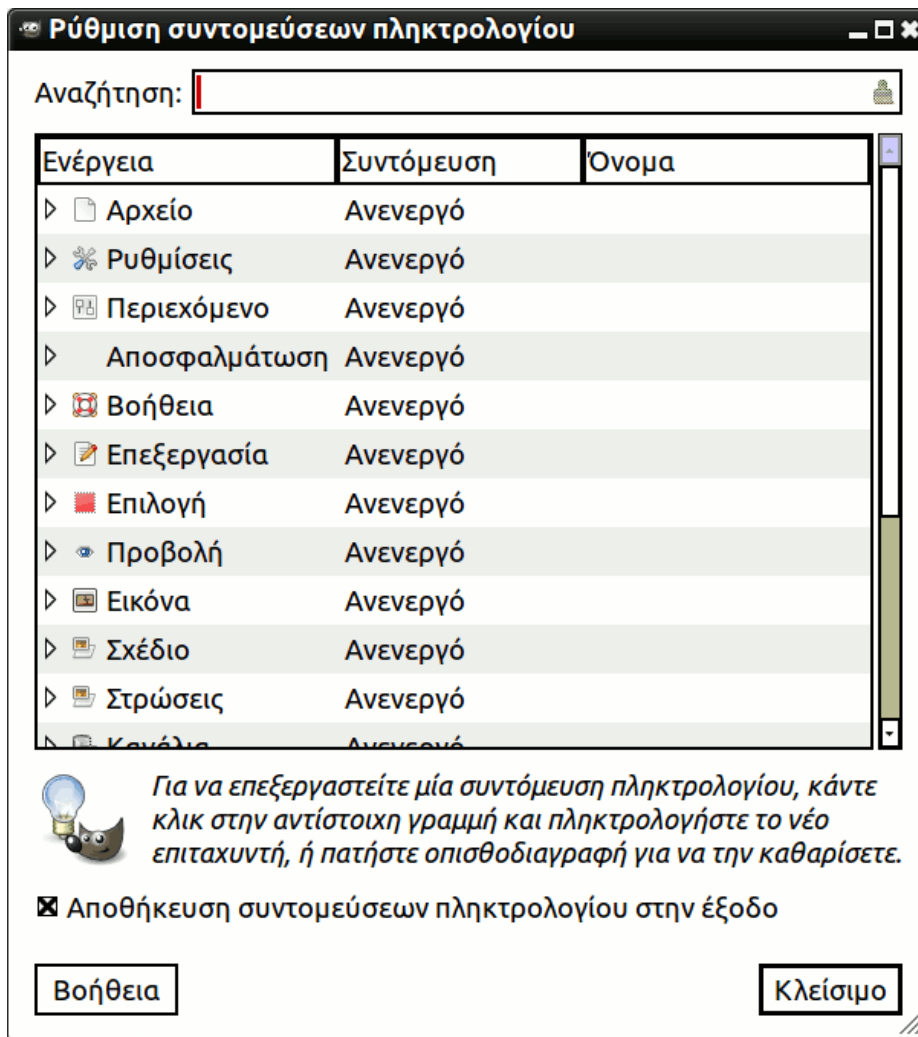 Ρύθμιση συντομεύσεων πληκτρολογίου
Αναζήτηση:
Ενέργεια Συντόμευση Όνομα
Αρχείο Ανενεργό
Ρυθμίσεις Ανενεργό
Περιεχόμενο Ανενεργό
Αποσφαλμάτωση Ανενεργό
Βοήθεια Ανενεργό
Επεξεργασία Ανενεργό
Επιλογή Ανενεργό
Προβολή Ανενεργό
Εικόνα Ανενεργό
Σχέδιο Ανενεργό
Στρώσεις Ανενεργό
Κανάλια Ανενεργό
Για να επεξεργαστείτε μία συντόμευση πληκτρολογίου, κάντε
κλικ στην αντίστοιχη γραμμή και πληκτρολογήστε το νέο
επιταχυντή, ή πατήστε οπισθοδιαγραφή για να την καθαρίσετε.
Αποθήκευση συντομεύσεων πληκτρολογίου στην έξοδο
Βοήθεια Κλείσιμο